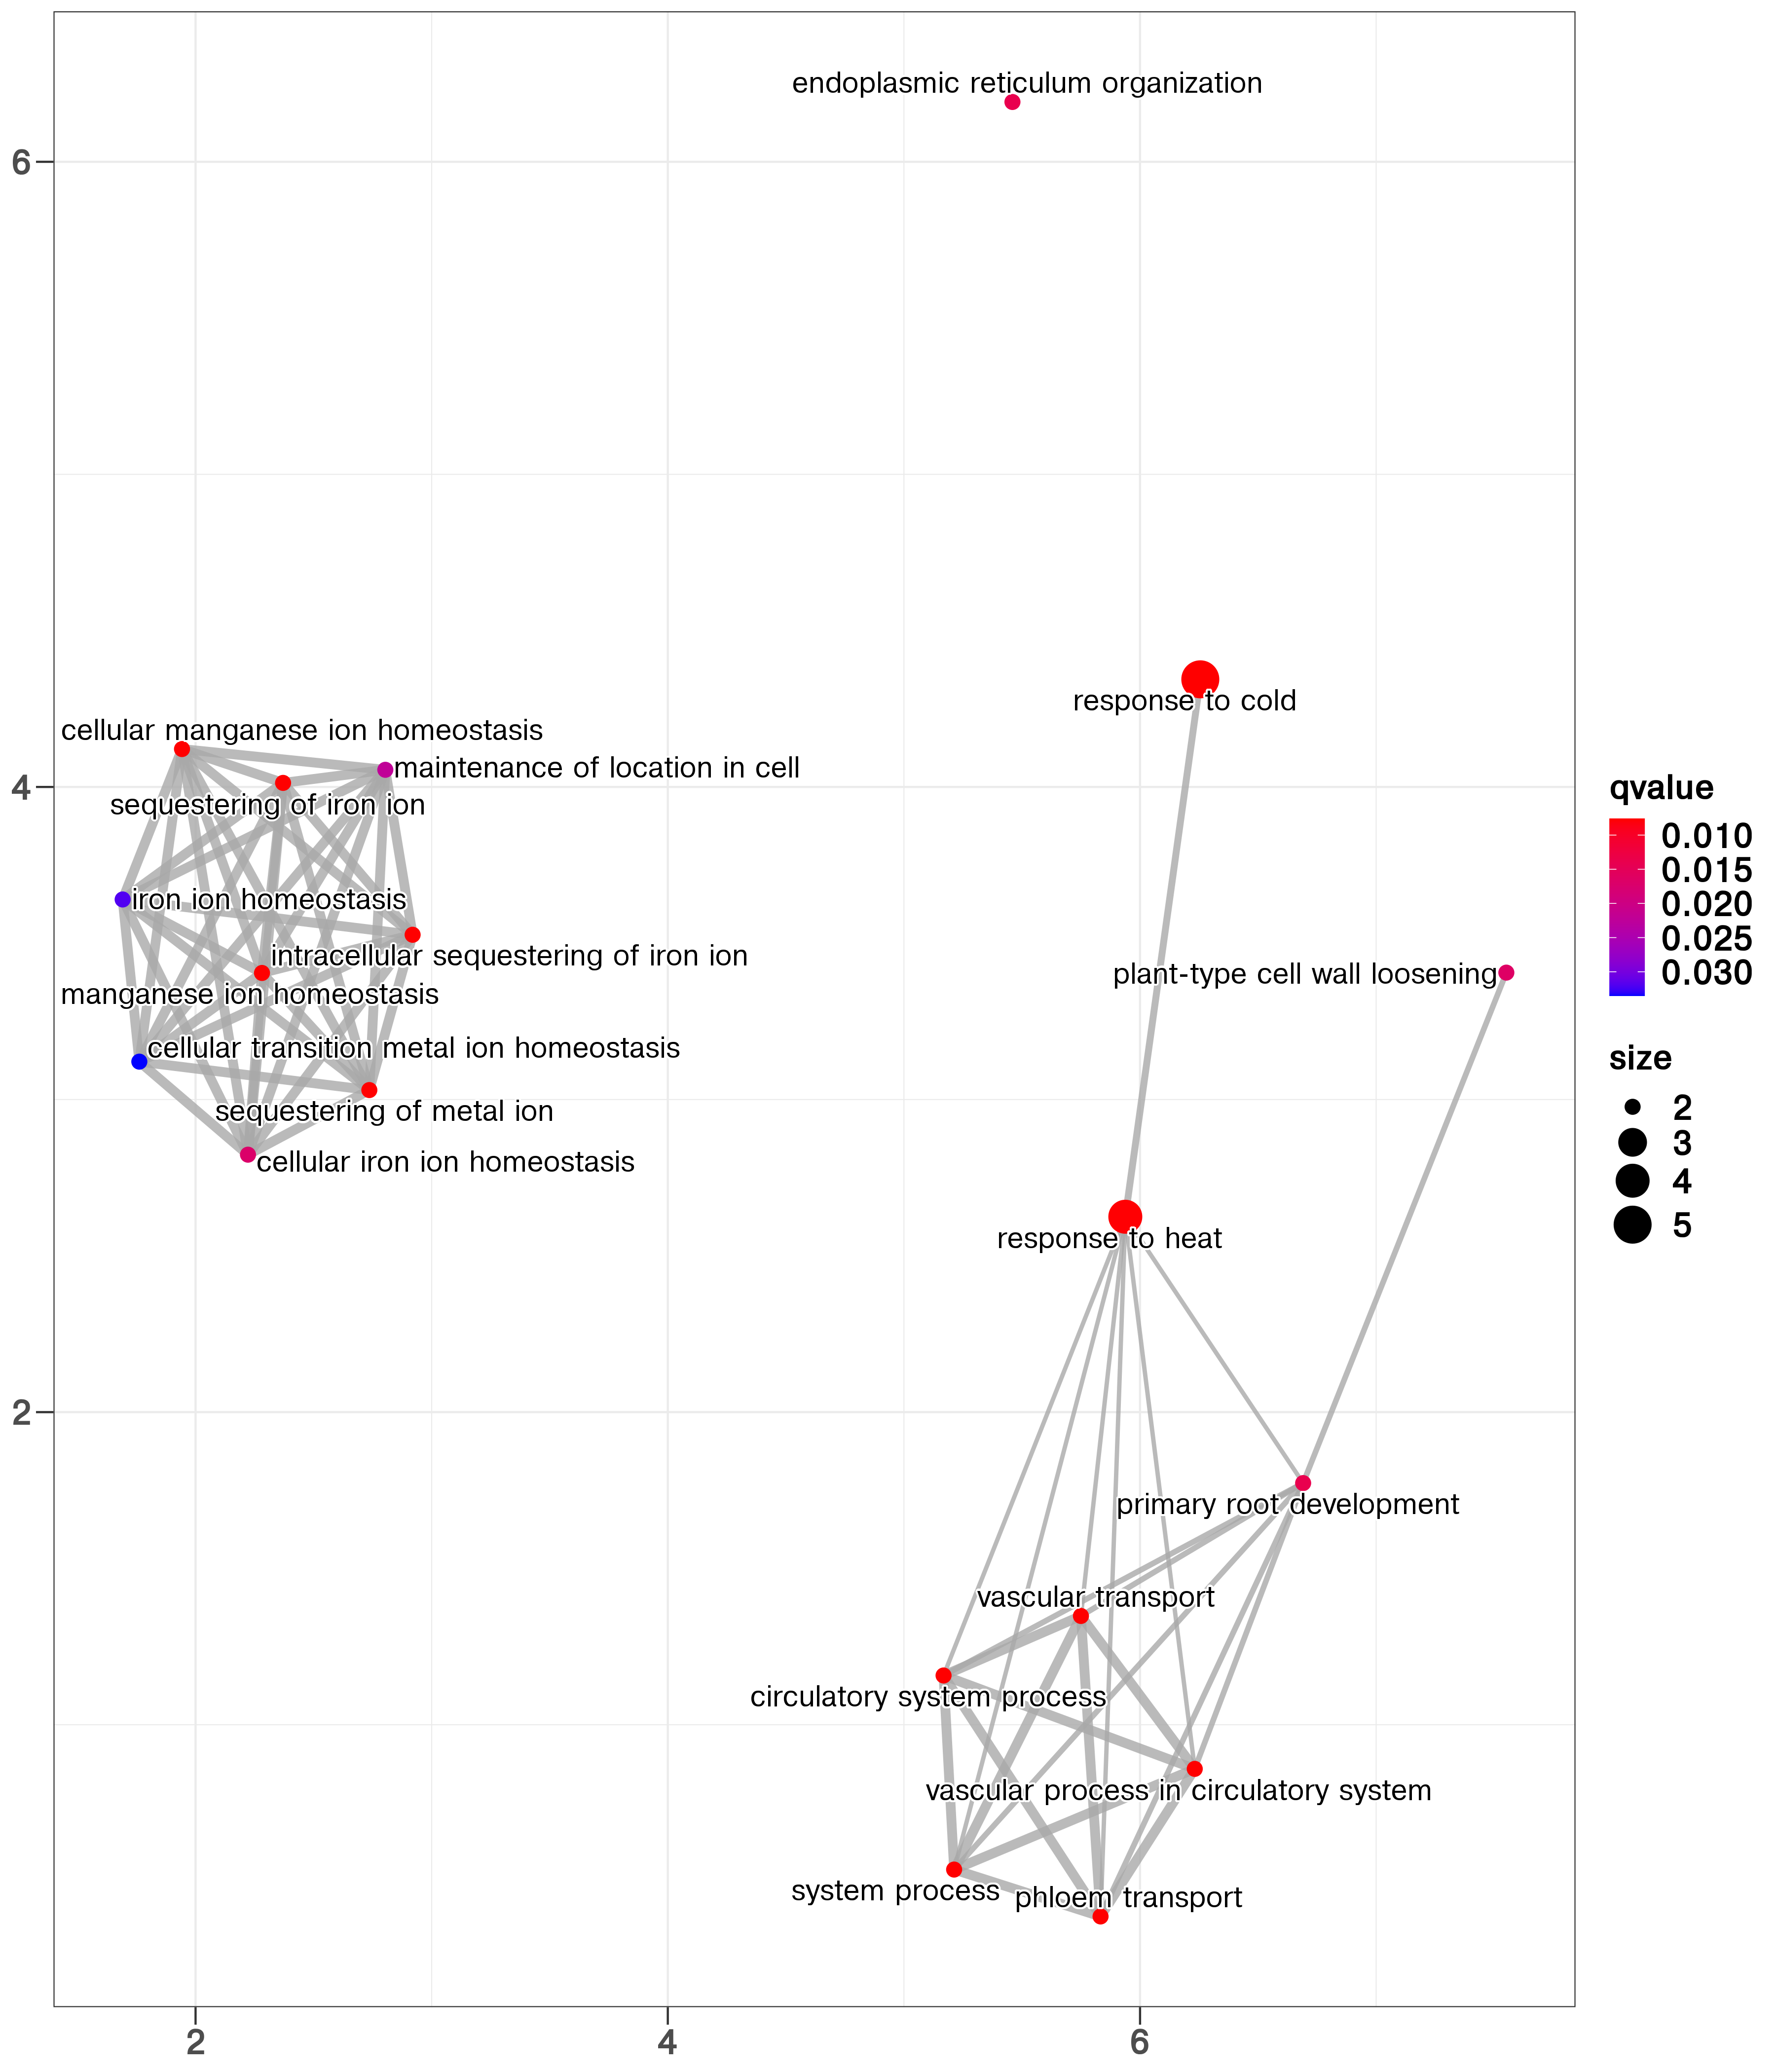 endoplasmic reticulum organization
6
response to cold
cellular manganese ion homeostasis
maintenance of location in cell
4
sequestering of iron ion
iron ion homeostasis
intracellular sequestering of iron ion
plant-type cell wall loosening
manganese ion homeostasis
cellular transition metal ion homeostasis
sequestering of metal ion
cellular iron ion homeostasis
response to heat
2
primary root development
vascular transport
circulatory system process
vascular process in circulatory system
system process
phloem transport
2
4
6
qvalue
0.010
0.015
0.020
0.025
0.030
size
2
3
4
5